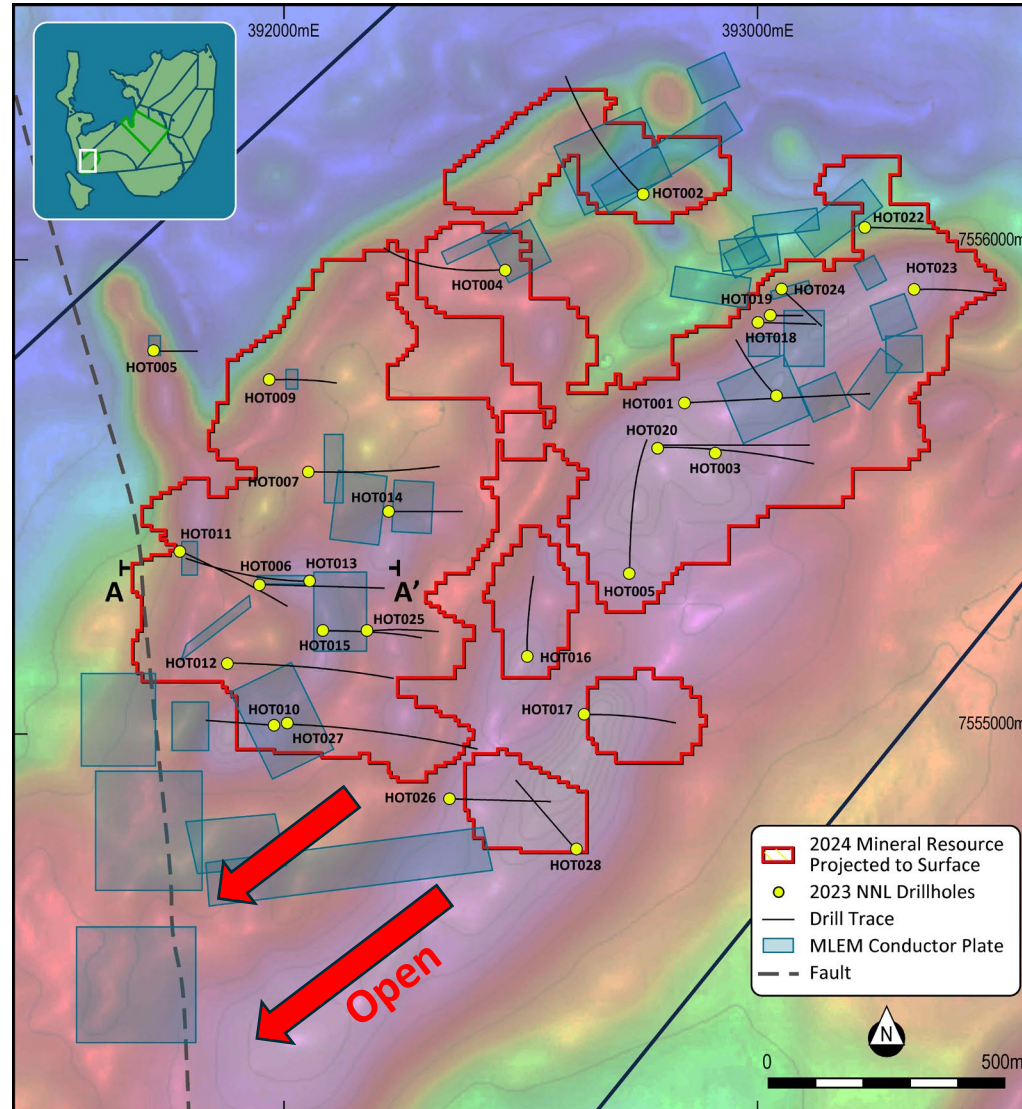 392000mE
393000mE
HOT002
HOT022
7556000m
HOT004
HOT023
HOT024
HOT019
HOT018
HOT005
HOT009
HOT001
HOT020
HOT003
HOT007
HOT014
HOT011
HOT006
HOT013
A
A'
HOT005
HOT025
HOT015
HOT016
HOT012
HOT017
HOT010
HOT027
7555000m
HOT026
HOT028
Open
2024 Mineral Resource
Projected to Surface
2023 NNL Drillholes
Drill Trace
MLEM Conductor Plate
Fault
N
0
500m